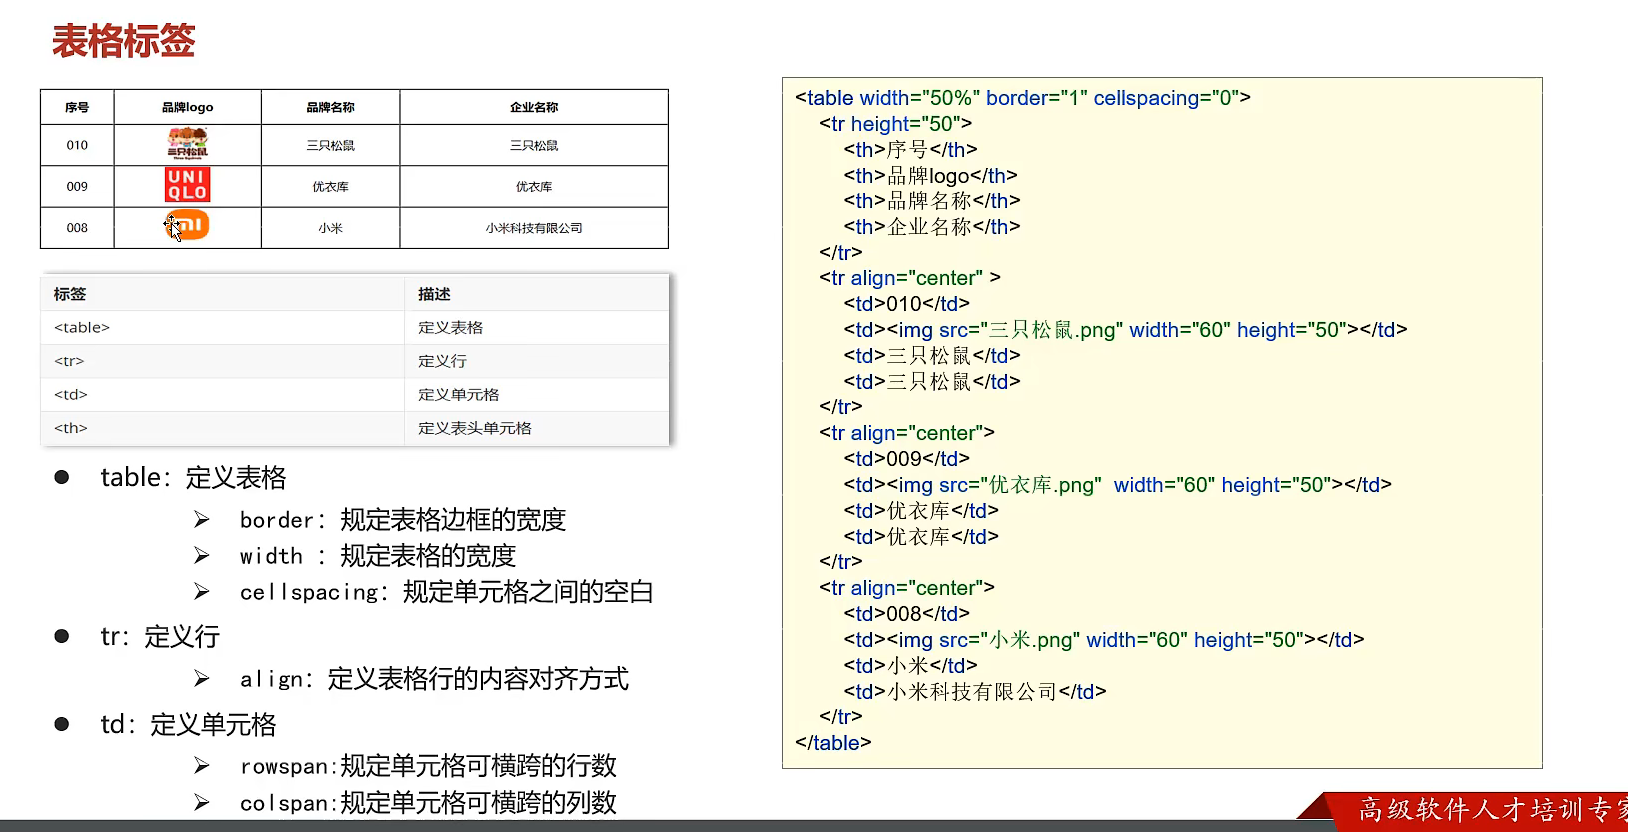 表格标签
序号 品牌logo 品牌名称 企业名称
010 三只松鼠 Three Squirrels 三只松鼠 三只松鼠
009 UNI QLO 优衣库 优衣库
008 mi 小米 小米科技有限公司
标签 描述
<table> 定义表格
<tr> 定义行
<td> 定义单元格
<th> 定义表头单元格
● table：定义表格
➢ border：规定表格边框的宽度
➢ width ：规定表格的宽度
➢ cellspacing：规定单元格之间的空白
● tr：定义行
➢ align：定义表格行的内容对齐方式
● td：定义单元格
➢ rowspan:规定单元格可横跨的行数
➢ colspan:规定单元格可横跨的列数
<table width="50%" border="1" cellspacing="0">
<tr height="50">
<th>序号</th>
<th>品牌logo</th>
<th>品牌名称</th>
<th>企业名称</th>
</tr>
<tr align="center" >
<td>010</td>
<td><img src="三只松鼠.png" width="60" height="50"></td>
<td>三只松鼠</td>
<td>三只松鼠</td>
</tr>
<tr align="center">
<td>009</td>
<td><img src="优衣库.png"  width="60" height="50"></td>
<td>优衣库</td>
<td>优衣库</td>
</tr>
<tr align="center">
<td>008</td>
<td><img src="小米.png" width="60" height="50"></td>
<td>小米</td>
<td>小米科技有限公司</td>
</tr>
</table>
高级软件人才培训专家